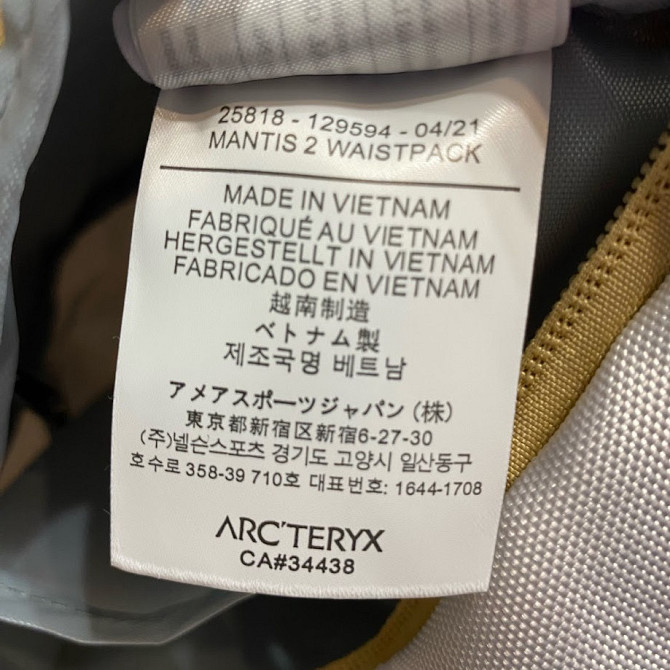 25818 - 129594 - 04/21
MANTIS 2 WAISTPACK
MADE IN VIETNAM
FABRIQUÉ AU VIETNAM
HERGESTELLT IN VIETNAM
FABRICADO EN VIETNAM
越南制造
ベトナム製
제조국명 베트남
アメアスポーツジャパン (株)
東京都新宿区新宿6-27-30
(주)넬슨스포츠 경기도 고양시 일산동구
호수로 358-39 710호 대표번호: 1644-1708
ARC'TERYX
CA#34438